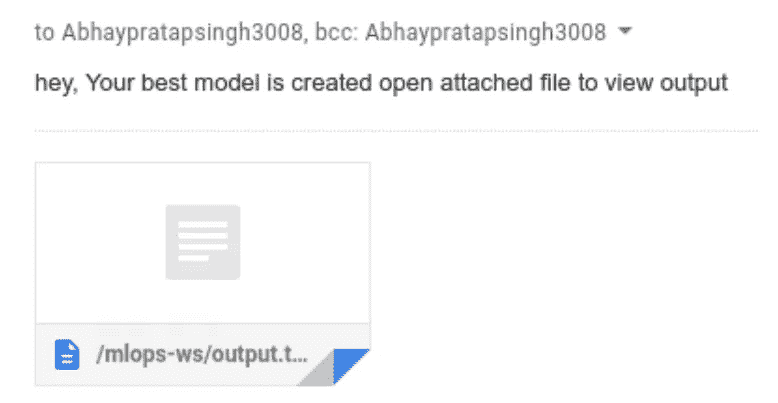 to Abhaypratapsingh3008, bcc: Abhaypratapsingh3008
hey, Your best model is created open attached file to view output
/mlops-ws/output.t...